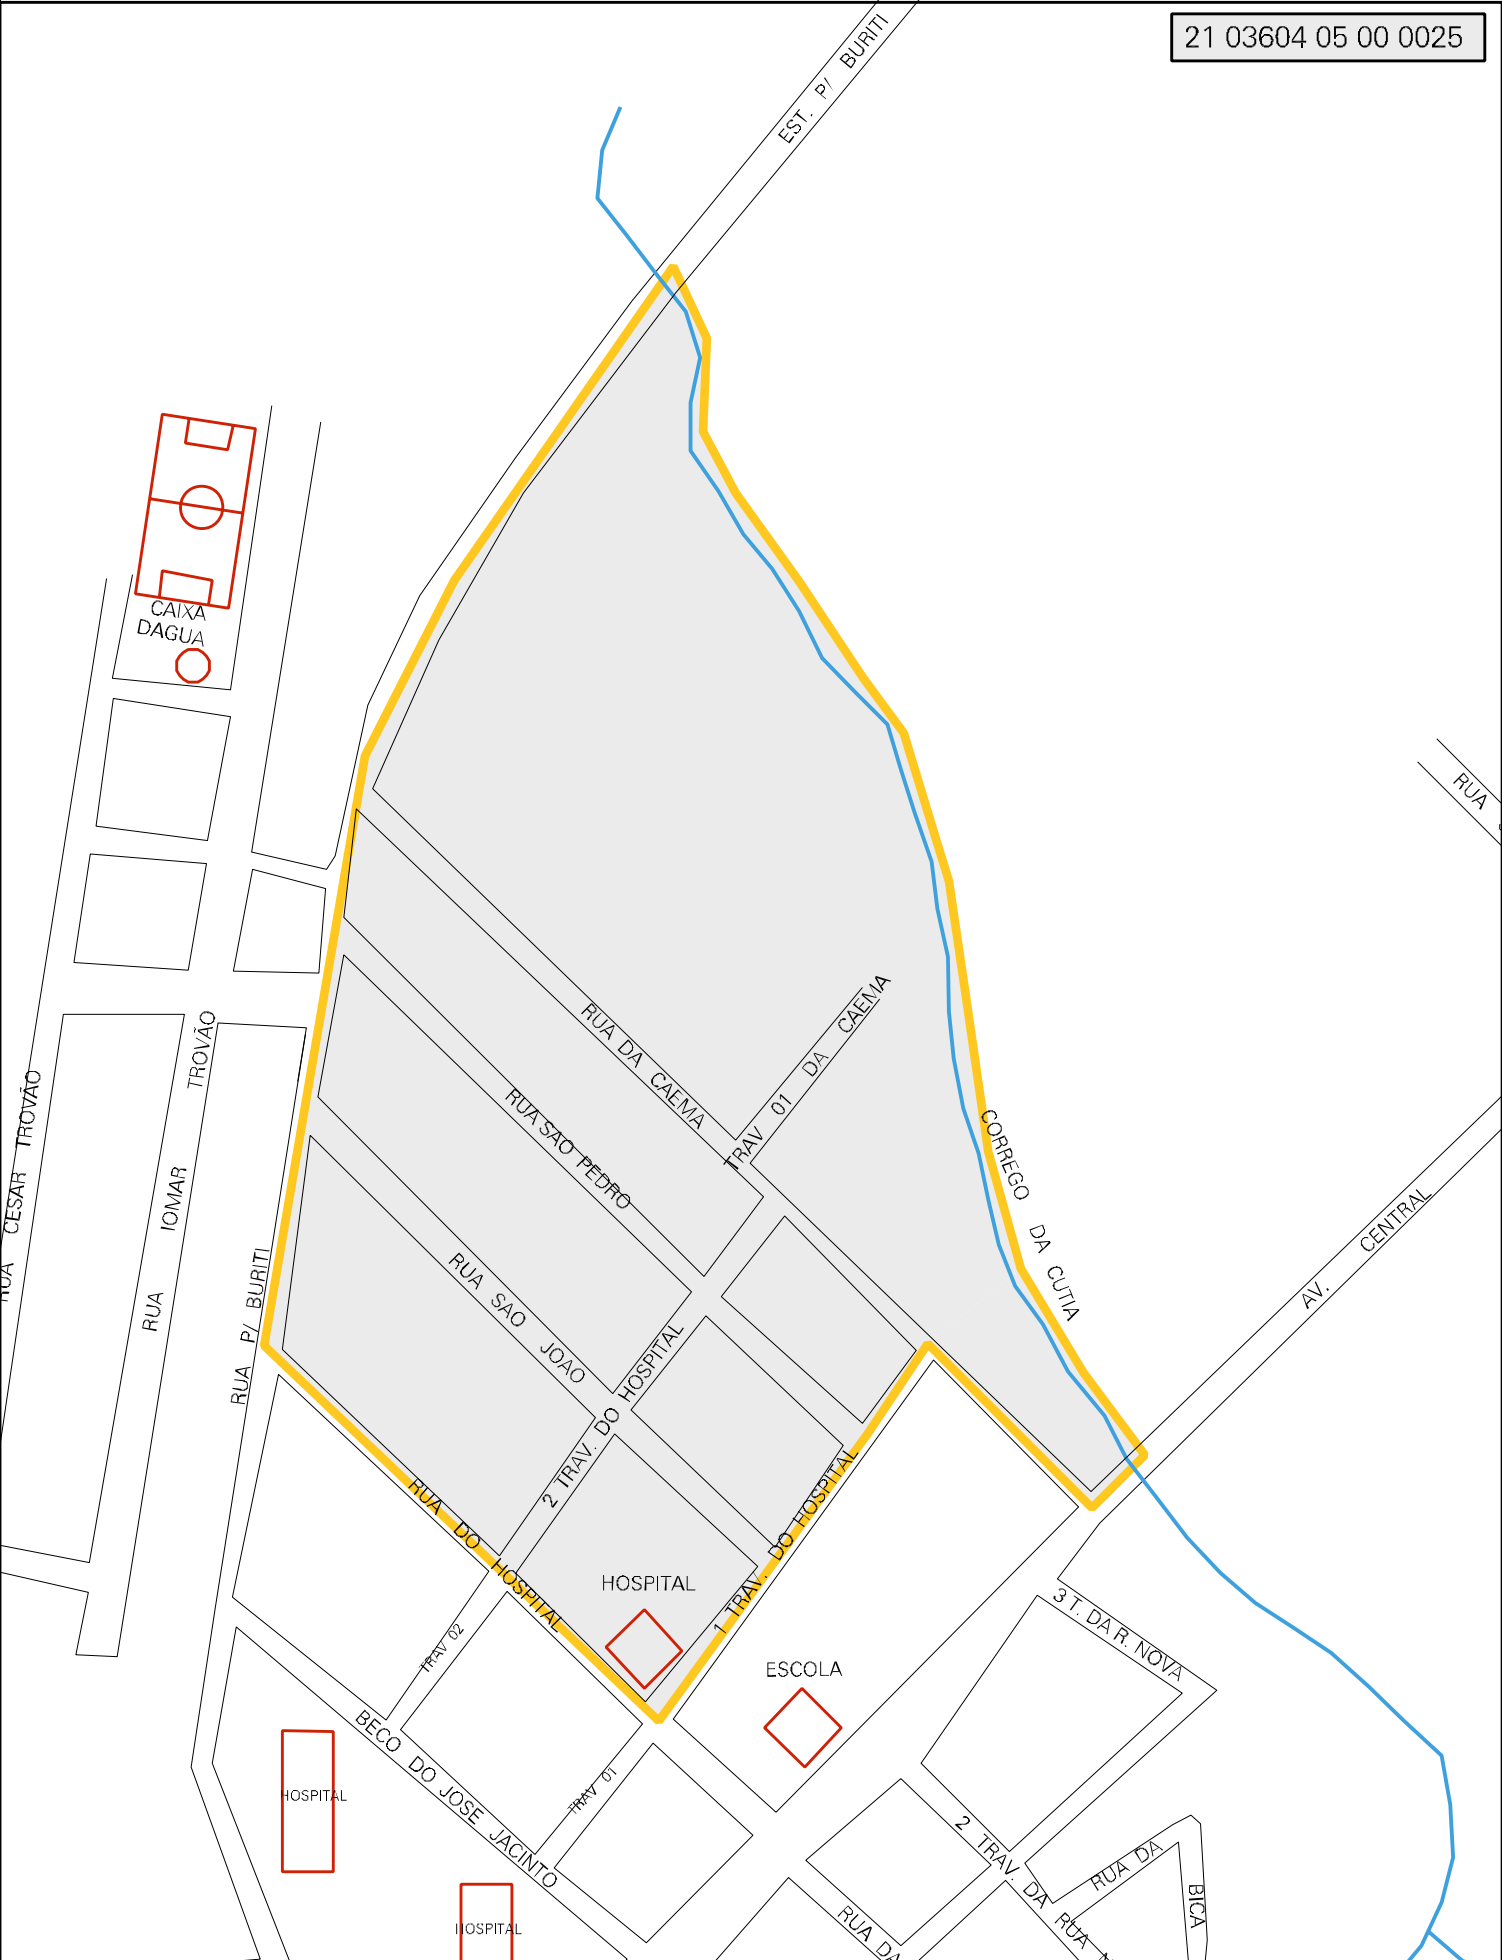 21 03604 05 00 0025
EST. P/ BURITI
CAIXA
DAGUA
RUA
RUA DA CAEMA
TRAV 01 DA CAEMA
RUA SAO PEDRO
RUA SAO JOAO
CORREGO DA CUTIA
AV. CENTRAL
RUA CESAR TROVÃO
RUA IOMAR TROVÃO
RUA P/ BURITI
2 TRAV. DO HOSPITAL
1 TRAV. DO HOSPITAL
RUA DO HOSPITAL
HOSPITAL
ESCOLA
3 T. DA R. NOVA
TRAV 02
TRAV 01
BECO DO JOSE JACINTO
HOSPITAL
HOSPITAL
2 TRAV. DA RUA
RUA DA
BICA
RUA DA